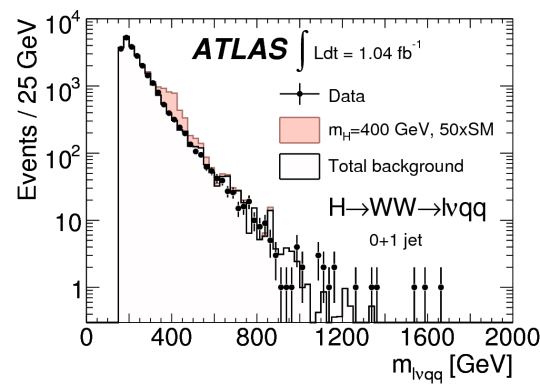 ATLAS ∫ Ldt = 1.04 fb⁻¹
Data
m_H=400 GeV, 50xSM
Total background
H→WW→lνqq
0+1 jet
Events / 25 GeV
10⁴
10³
10²
10
1
0 400 800 1200 1600 2000
m_lνqq [GeV]